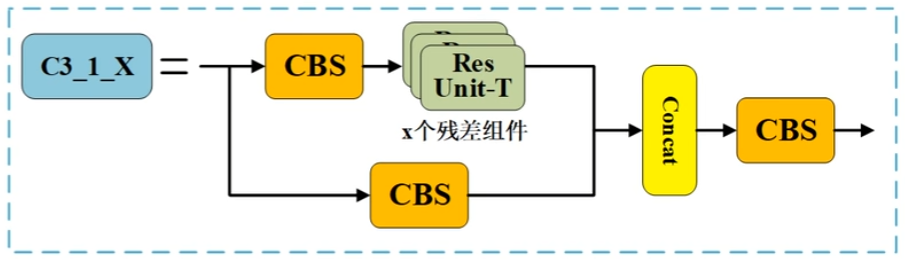 C3_1_X
=
CBS
Res
Unit-T
x个残差组件
CBS
Concat
CBS